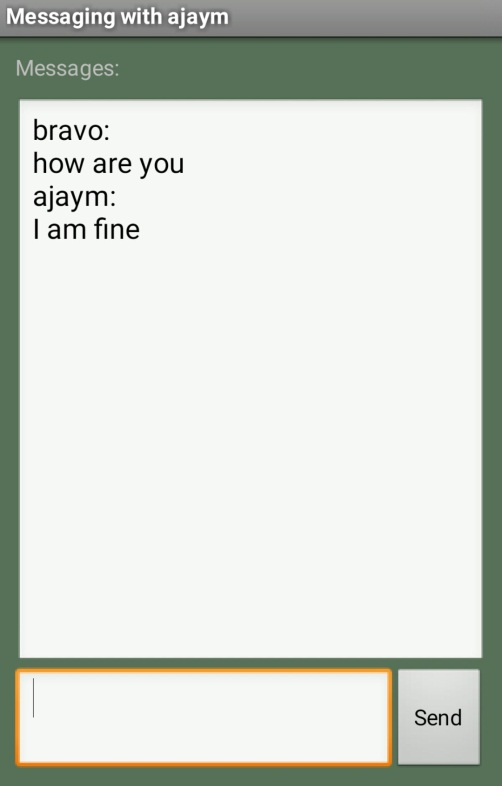 Messaging with ajaym
Messages:
bravo:
how are you
ajaym:
I am fine
Send